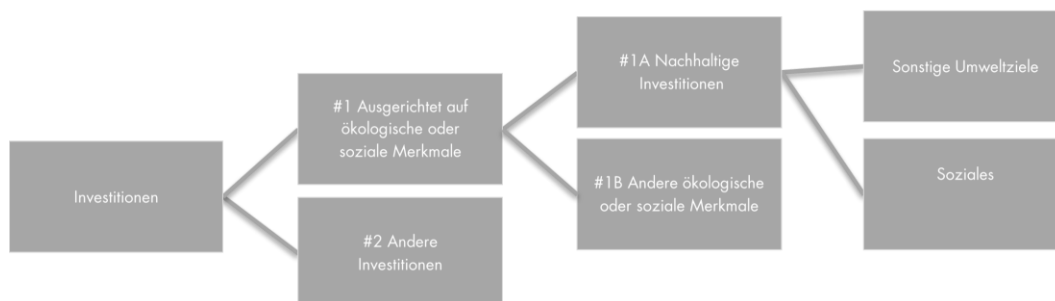 Investitionen
#1 Ausgerichtet auf
ökologische oder
soziale Merkmale
#2 Andere
Investitionen
#1A Nachhaltige
Investitionen
#1B Andere ökologische
oder soziale Merkmale
Sonstige Umweltziele
Soziales